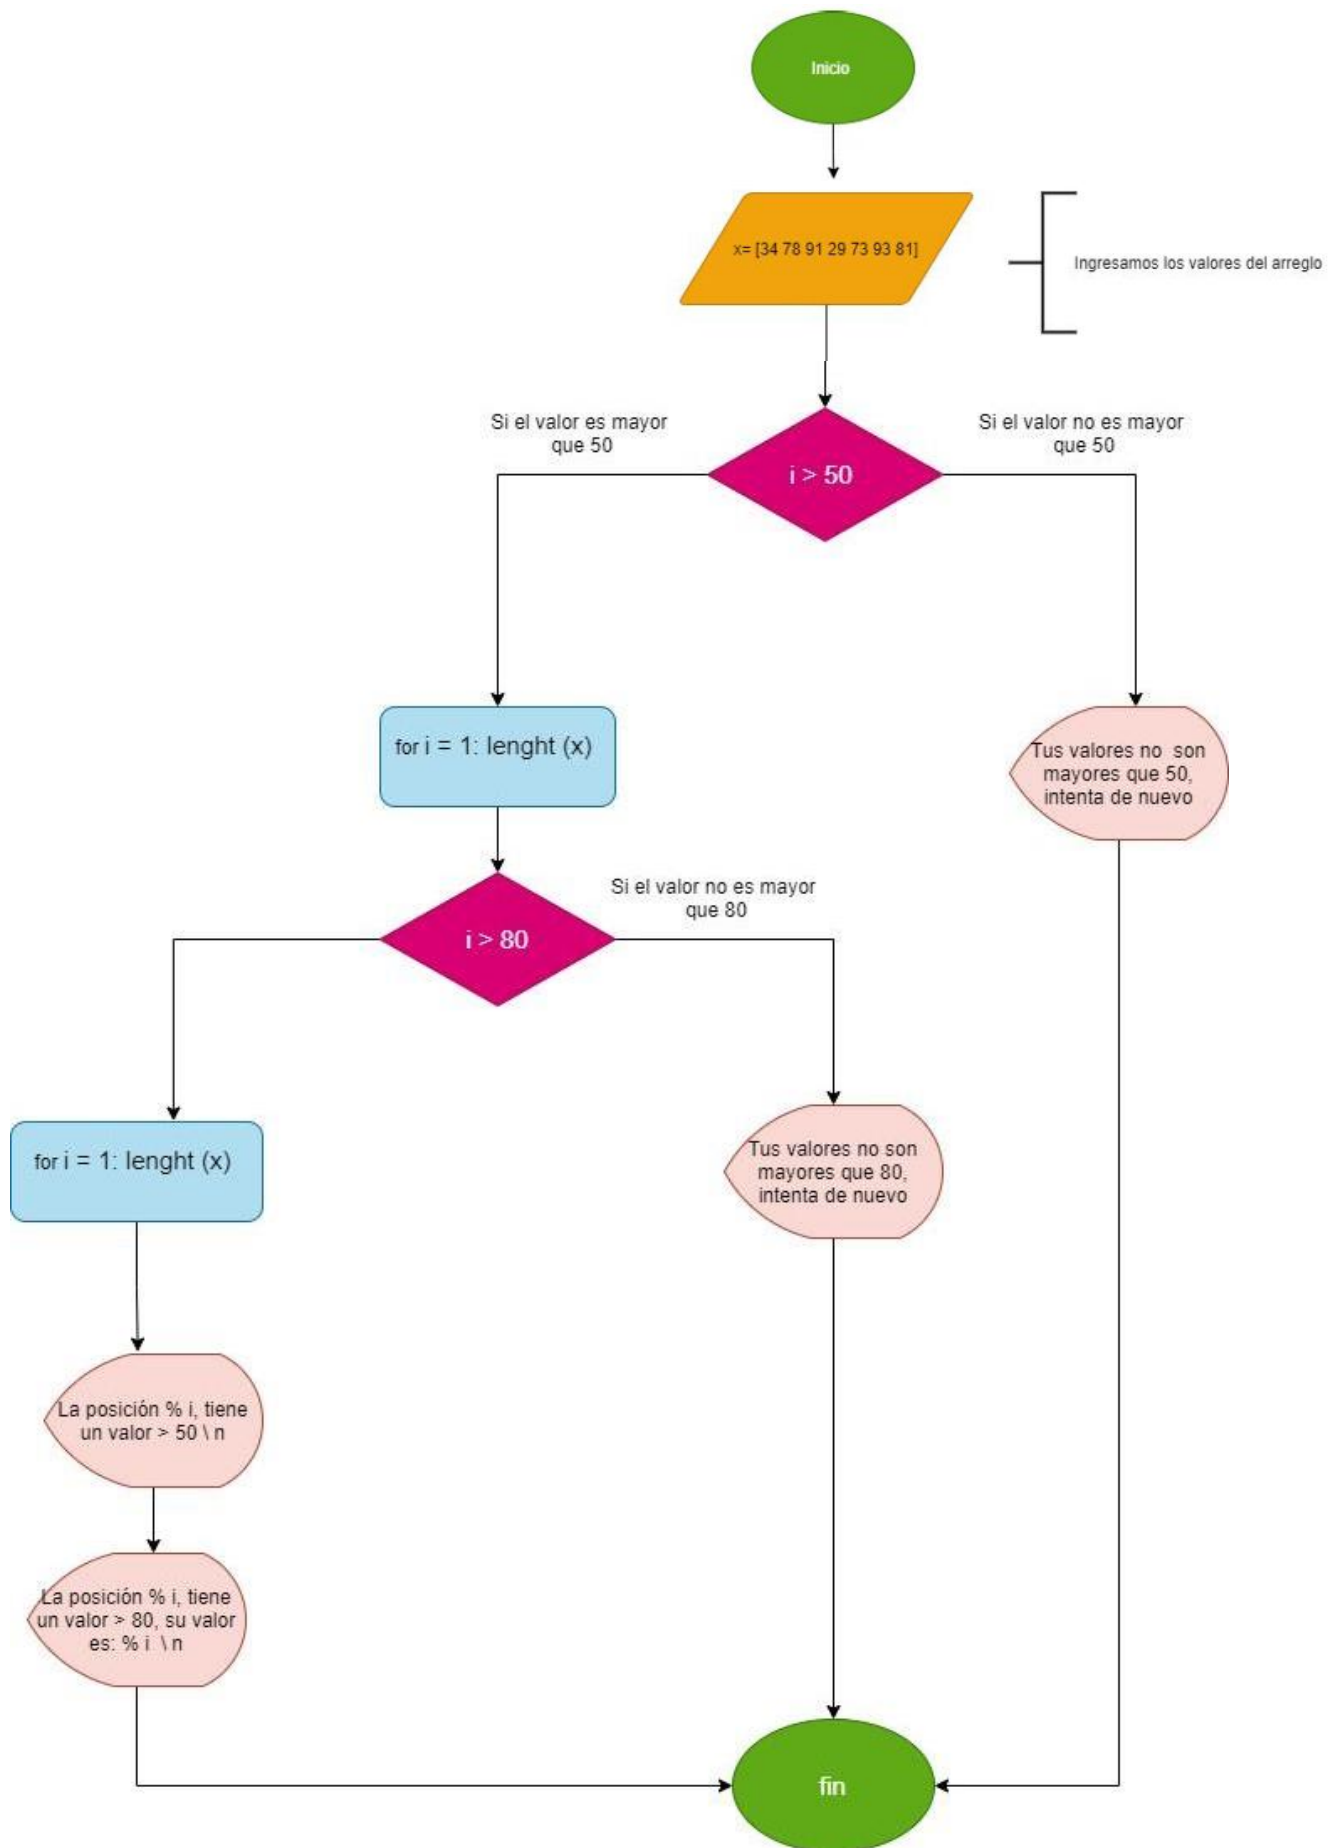 Inicio
x= [34 78 91 29 73 93 81]
Ingresamos los valores del arreglo
Si el valor es mayor
que 50
Si el valor no es mayor
que 50
i > 50
for i = 1: lenght (x)
Tus valores no son
mayores que 50,
intenta de nuevo
Si el valor no es mayor
que 80
i > 80
for i = 1: lenght (x)
Tus valores no son
mayores que 80,
intenta de nuevo
La posición % i, tiene
un valor > 50 \ n
La posición % i, tiene
un valor > 80, su valor
es: % i \ n
fin